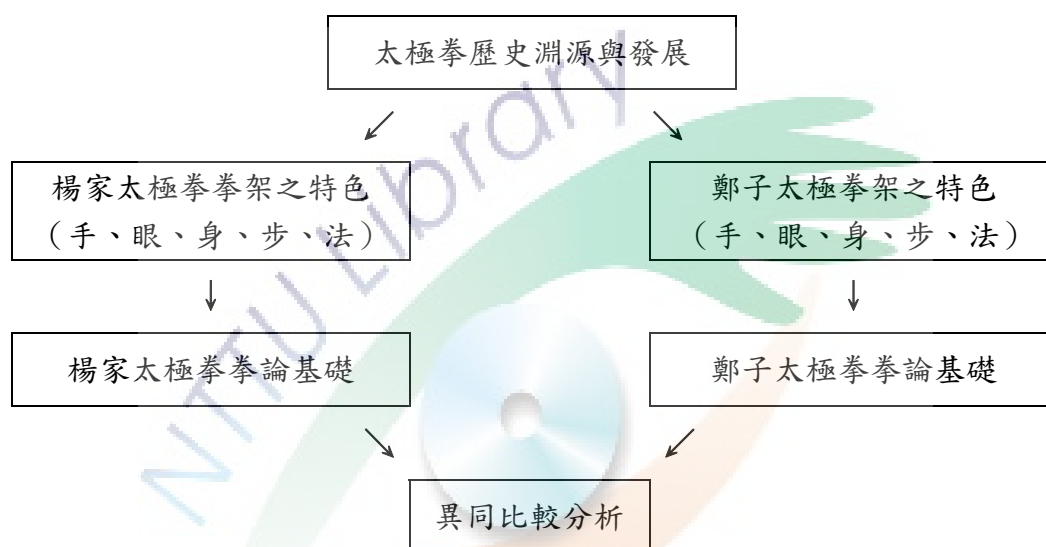 太極拳歷史淵源與發展
楊家太極拳拳架之特色
（手、眼、身、步、法）
鄭子太極拳架之特色
（手、眼、身、步、法）
楊家太極拳拳論基礎
鄭子太極拳拳論基礎
異同比較分析
NTTU Library